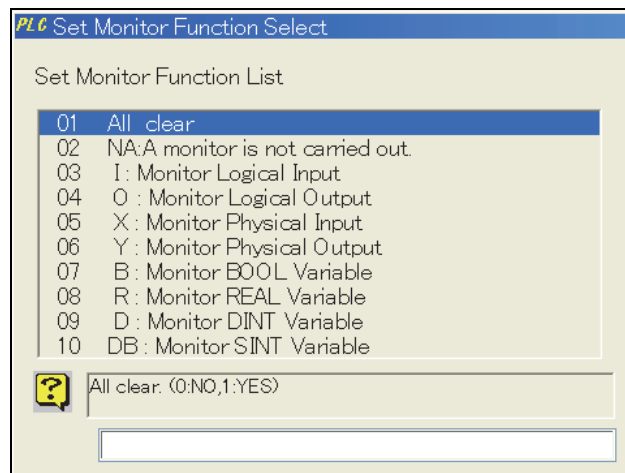 PLC Set Monitor Function Select
Set Monitor Function List
01 All clear
02 NA:A monitor is not carried out.
03 I : Monitor Logical Input
04 O : Monitor Logical Output
05 X : Monitor Physical Input
06 Y : Monitor Physical Output
07 B : Monitor BOOL Variable
08 R : Monitor REAL Variable
09 D : Monitor DINT Variable
10 DB : Monitor SINT Variable
?
All clear. (0:NO,1:YES)